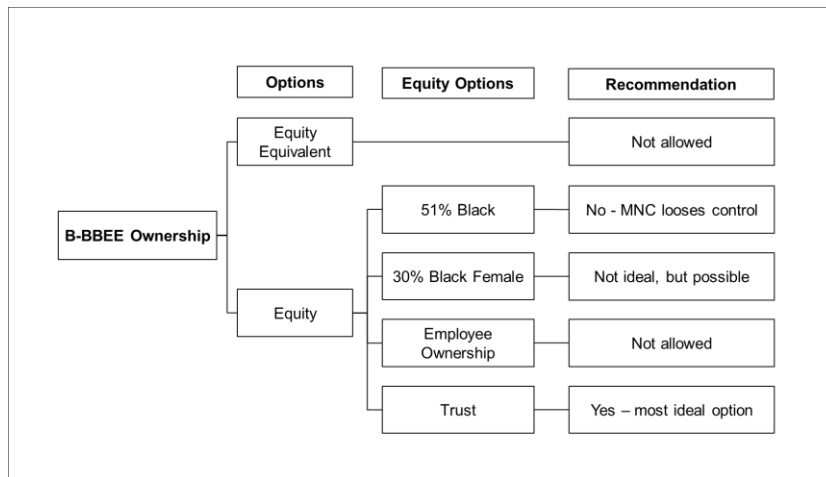 Options
Equity Options
Recommendation
Equity
Equivalent
Not allowed
B-BBEE Ownership
51% Black
No - MNC looses control
30% Black Female
Not ideal, but possible
Equity
Employee
Ownership
Not allowed
Trust
Yes – most ideal option